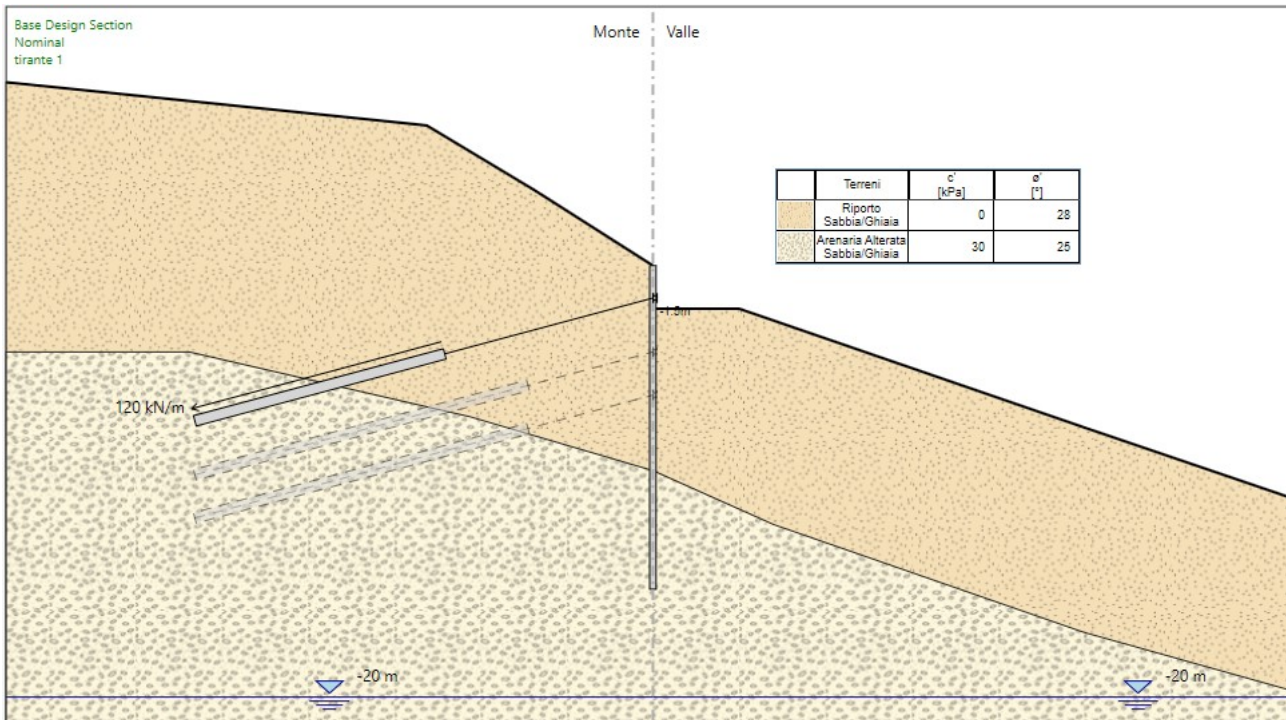 Base Design Section
Nominal
tirante 1
Monte
Valle
Terreni
c'
[kPa]
ø'
[°]
Riporto
Sabbia/Ghiaia
0
28
Arenaria Alterata
Sabbia/Ghiaia
30
25
120 kN/m
-20 m
-20 m